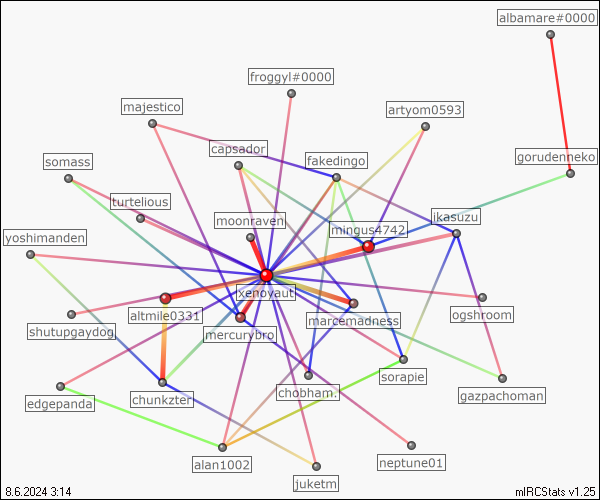 albamare#0000
froggyl#0000
majestico
artyom0593
capsador
fakedingo
gorudenneko
somass
turtelious
moonraven
ikasuzu
mingus4742
yoshimanden
xenoyauti
altmile0331
ogshroom
shutupgaydog
mercurybro
marcemadness
sorapie
edgepanda
chunkzter
chobham.
gazpachoman
alan1002
neptune01
juketm
8.6.2024 3:14
mIRCStats v1.25